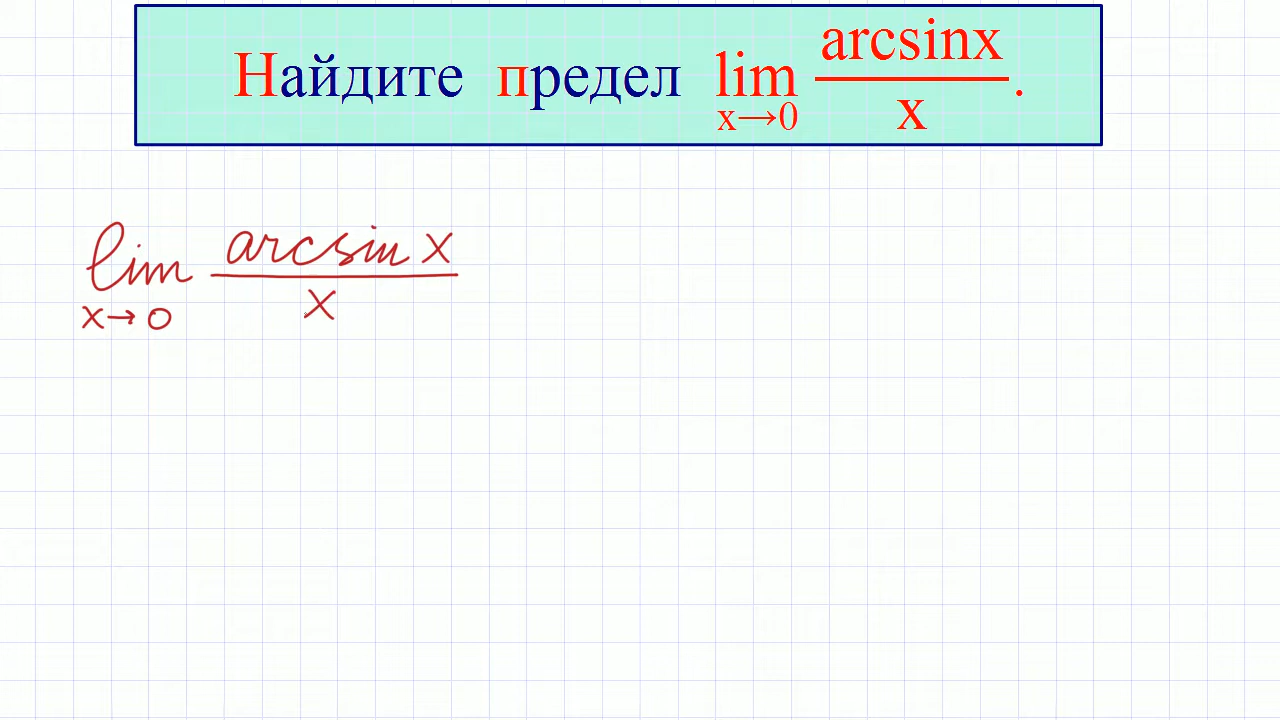 Найдите предел lim x→0 arcsinx / x .
lim x→0 arcsin x / x